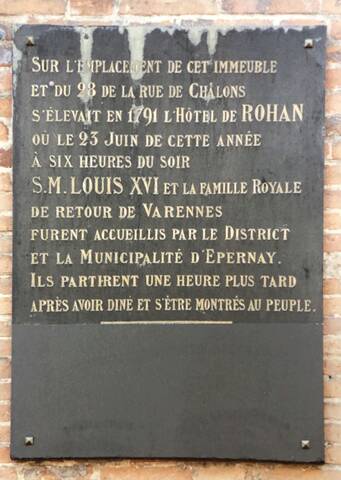 SUR L'EMPLACEMENT DE CET IMMEUBLE
ET DU 28 DE LA RUE DE CHÂLONS
S'ÉLEVAIT EN 1791 L'HÔTEL DE ROHAN
OÙ LE 23 JUIN DE CETTE ANNÉE
À SIX HEURES DU SOIR
S.M. LOUIS XVI ET LA FAMILLE ROYALE
DE RETOUR DE VARENNES
FURENT ACCUEILLIS PAR LE DISTRICT
ET LA MUNICIPALITÉ D'EPERNAY.
ILS PARTIRENT UNE HEURE PLUS TARD
APRÈS AVOIR DINÉ ET S'ÊTRE MONTRÉS AU PEUPLE.